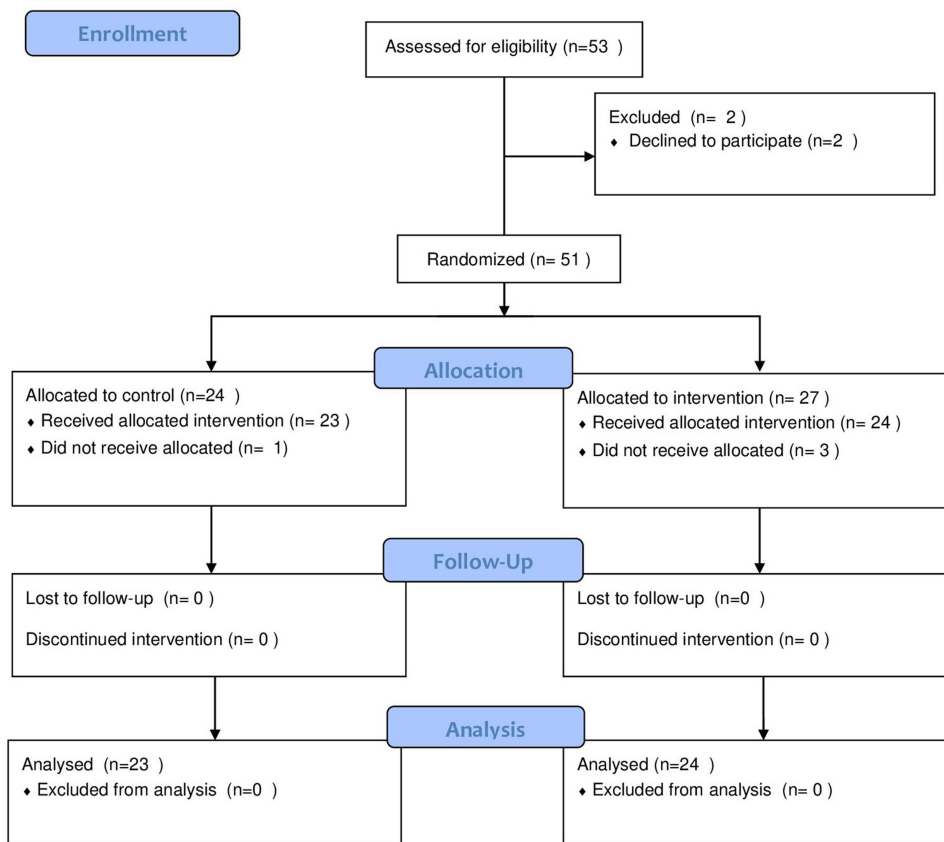 Enrollment
Assessed for eligibility (n=53 )
Excluded (n= 2 )
♦ Declined to participate (n=2 )
Randomized (n= 51 )
Allocation
Allocated to control (n=24 )
♦ Received allocated intervention (n= 23 )
♦ Did not receive allocated (n= 1)
Allocated to intervention (n= 27 )
♦ Received allocated intervention (n= 24 )
♦ Did not receive allocated (n= 3 )
Follow-Up
Lost to follow-up (n= 0 )
Discontinued intervention (n= 0 )
Lost to follow-up (n=0 )
Discontinued intervention (n= 0 )
Analysis
Analysed (n=23 )
♦ Excluded from analysis (n=0 )
Analysed (n=24 )
♦ Excluded from analysis (n= 0 )